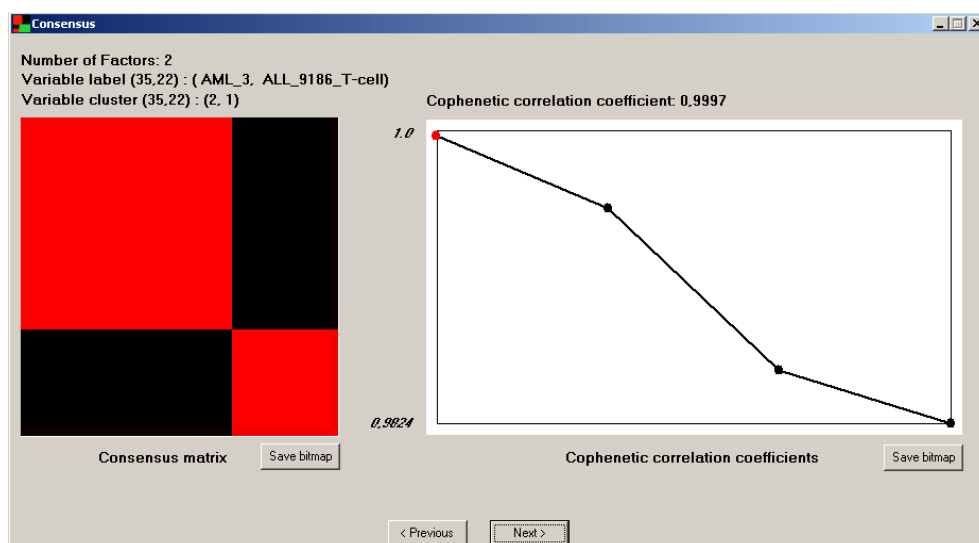 Consensus
Number of Factors: 2
Variable label (35,22) : ( AML_3, ALL_9186_T-cell)
Variable cluster (35,22) : (2, 1)
Cophenetic correlation coefficient: 0,9997
1.0
0,9824
Consensus matrix
Save bitmap
Cophenetic correlation coefficients
Save bitmap
< Previous
Next >